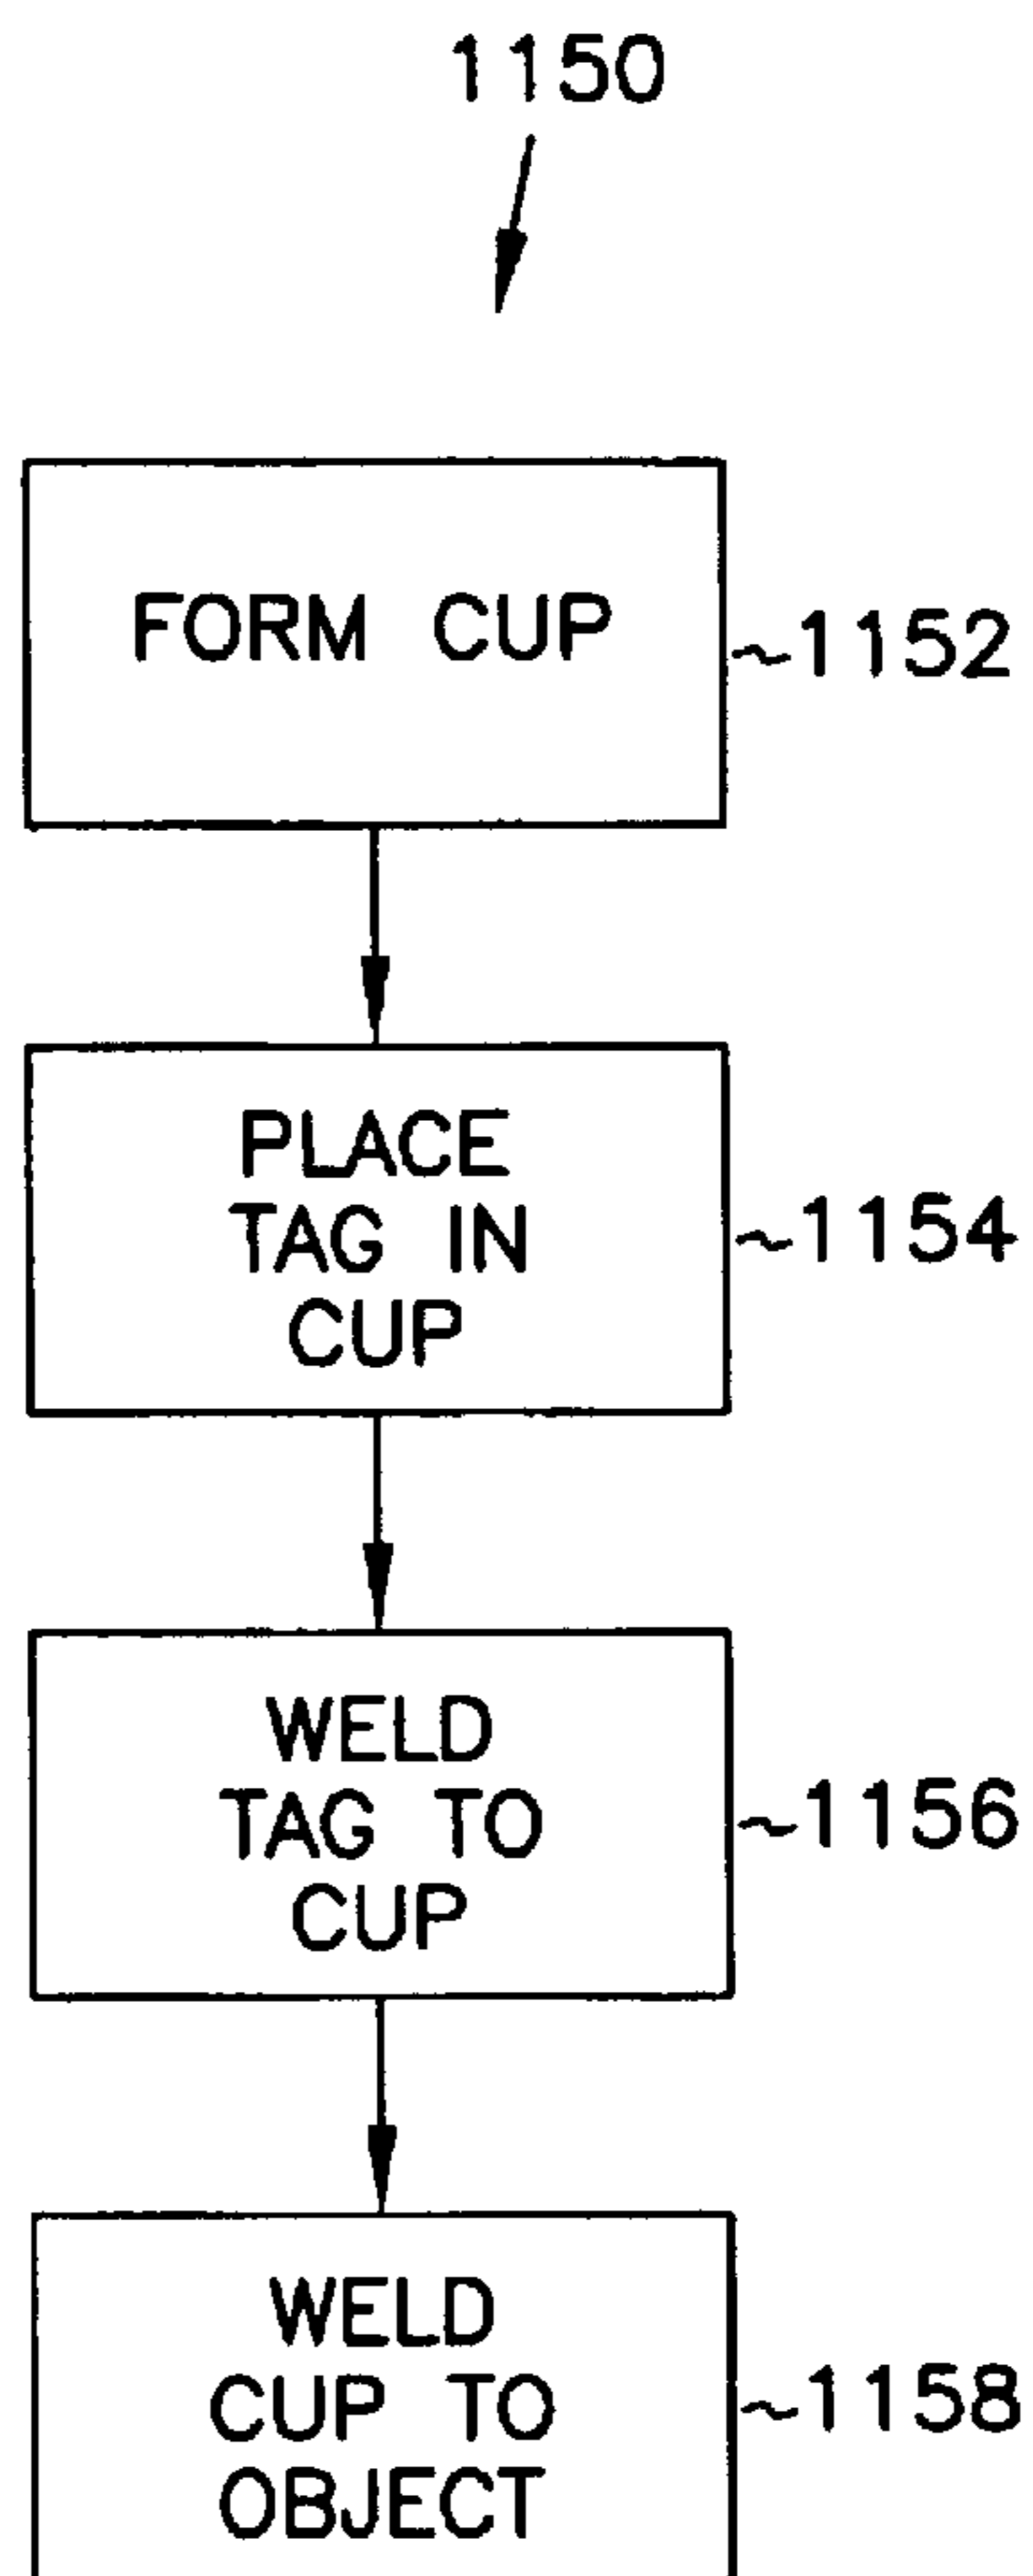 1150
FORM CUP
~1152
PLACE
TAG IN
CUP
~1154
WELD
TAG TO
CUP
~1156
WELD
CUP TO
OBJECT
~1158